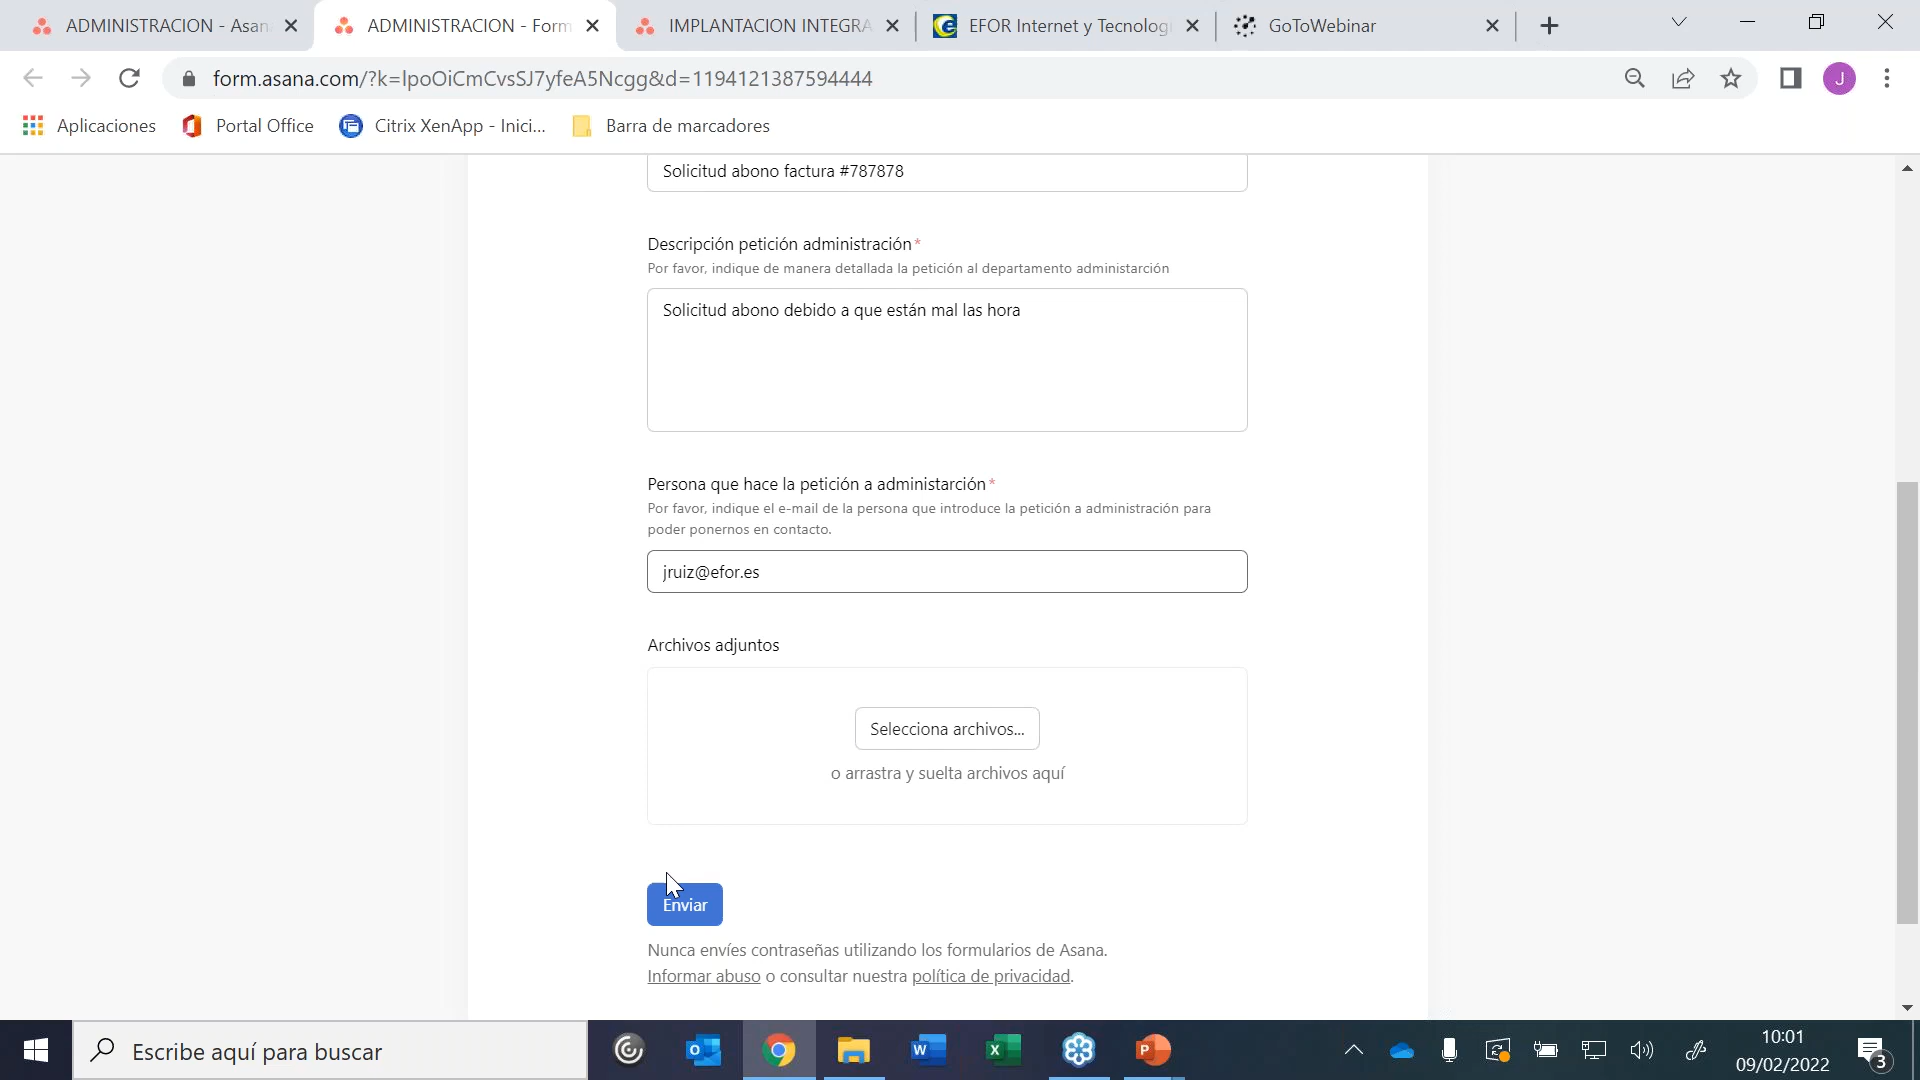 ADMINISTRACION - Asan
ADMINISTRACION - Form
IMPLANTACION INTEGRA
EFOR Internet y Tecnolog
GoToWebinar
form.asana.com/?k=lpoOiCmCvsSJ7yfeA5Ncgg&d=1194121387594444
J
Aplicaciones
Portal Office
Citrix XenApp - Inici...
Barra de marcadores
Solicitud abono factura #787878
Descripción petición administración*
Por favor, indique de manera detallada la petición al departamento administarción
Solicitud abono debido a que están mal las hora
Persona que hace la petición a administarción*
Por favor, indique el e-mail de la persona que introduce la petición a administración para
poder ponernos en contacto.
jruiz@efor.es
Archivos adjuntos
Selecciona archivos...
o arrastra y suelta archivos aquí
Enviar
Nunca envíes contraseñas utilizando los formularios de Asana.
Informar abuso o consultar nuestra política de privacidad.
Escribe aquí para buscar
10:01
09/02/2022
3